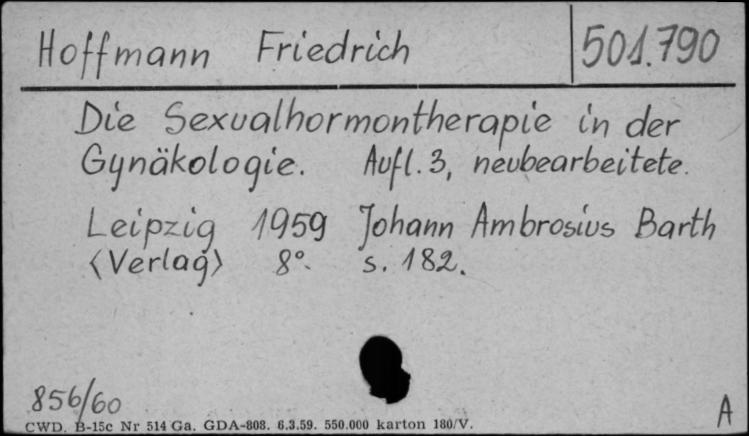 Hoffmann Friedrich 501.790
Die Sexualhormontherapie in der
Gynäkologie. Aufl. 3, neubearbeitete.
Leipzig 1959 Johann Ambrosius Barth
<Verlag> 8°. s. 182.
856/60
A
CWD. B-15c Nr 514 Ga. GDA-808. 6.3.59. 550.000 karton 180/V.